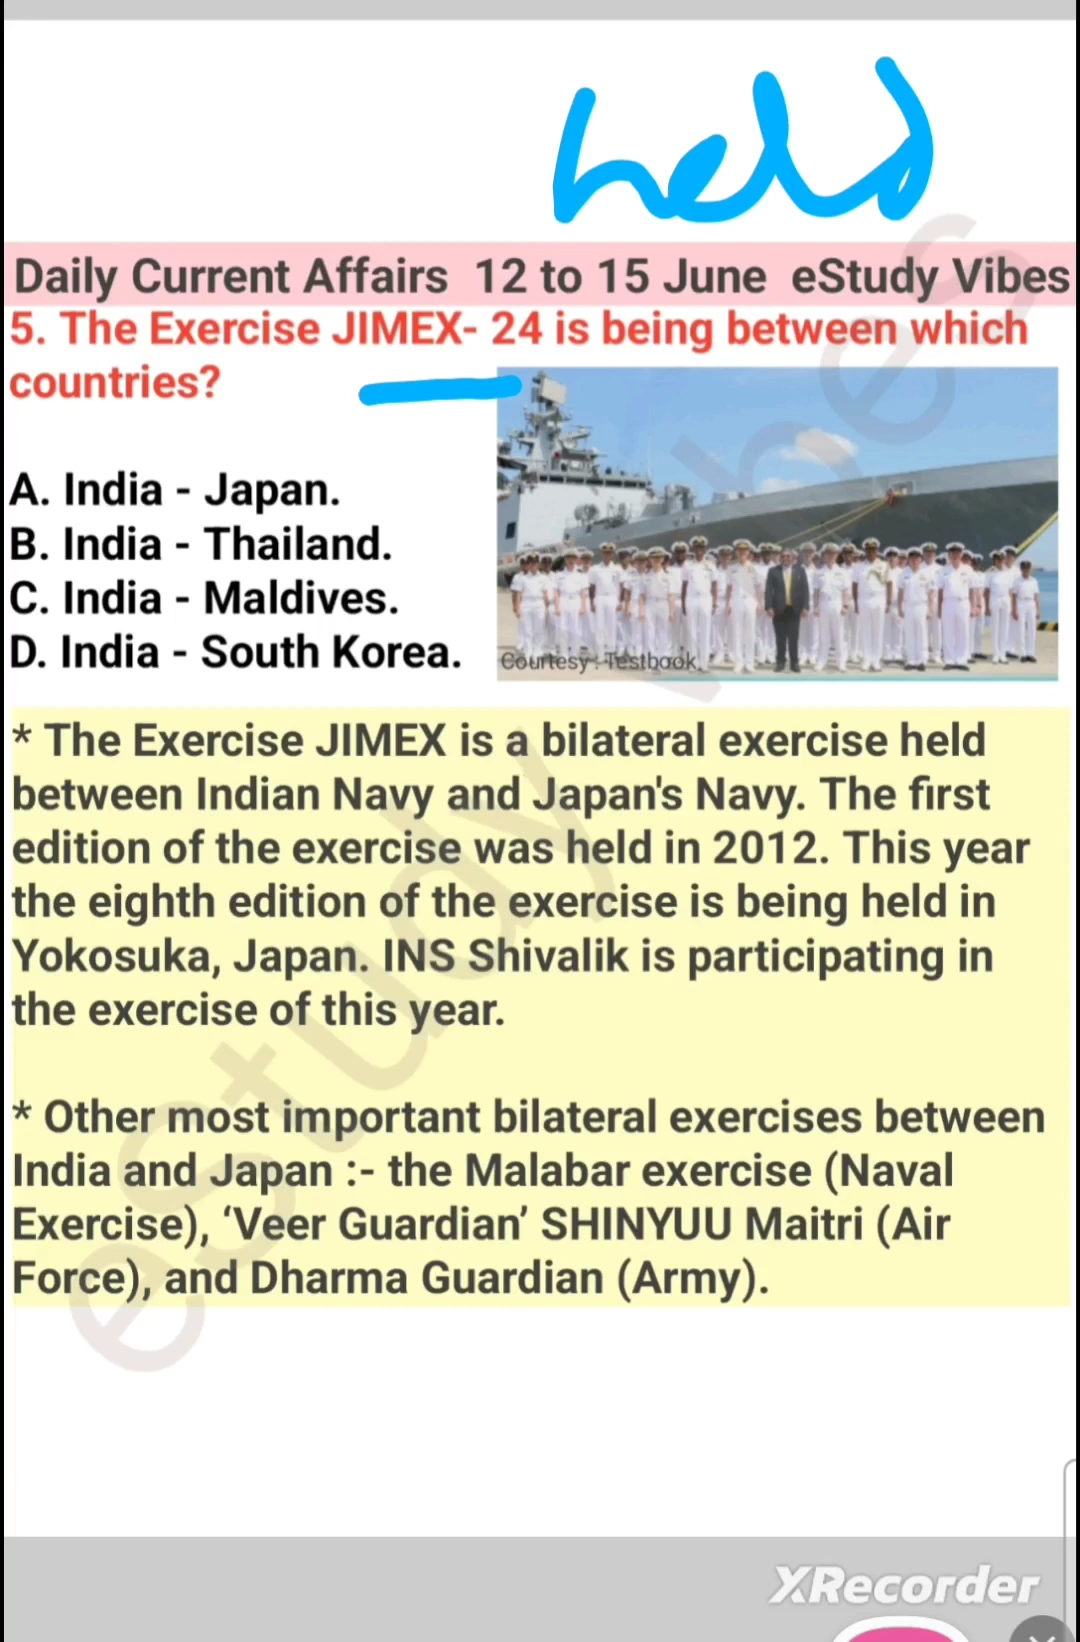 held
Daily Current Affairs 12 to 15 June eStudy Vibes
5. The Exercise JIMEX- 24 is being between which
countries?
A. India - Japan.
B. India - Thailand.
C. India - Maldives.
D. India - South Korea.
Courtesy : Testbook
* The Exercise JIMEX is a bilateral exercise held
between Indian Navy and Japan's Navy. The first
edition of the exercise was held in 2012. This year
the eighth edition of the exercise is being held in
Yokosuka, Japan. INS Shivalik is participating in
the exercise of this year.
* Other most important bilateral exercises between
India and Japan :- the Malabar exercise (Naval
Exercise), ‘Veer Guardian’ SHINYUU Maitri (Air
Force), and Dharma Guardian (Army).
eStudy Vibes
XRecorder